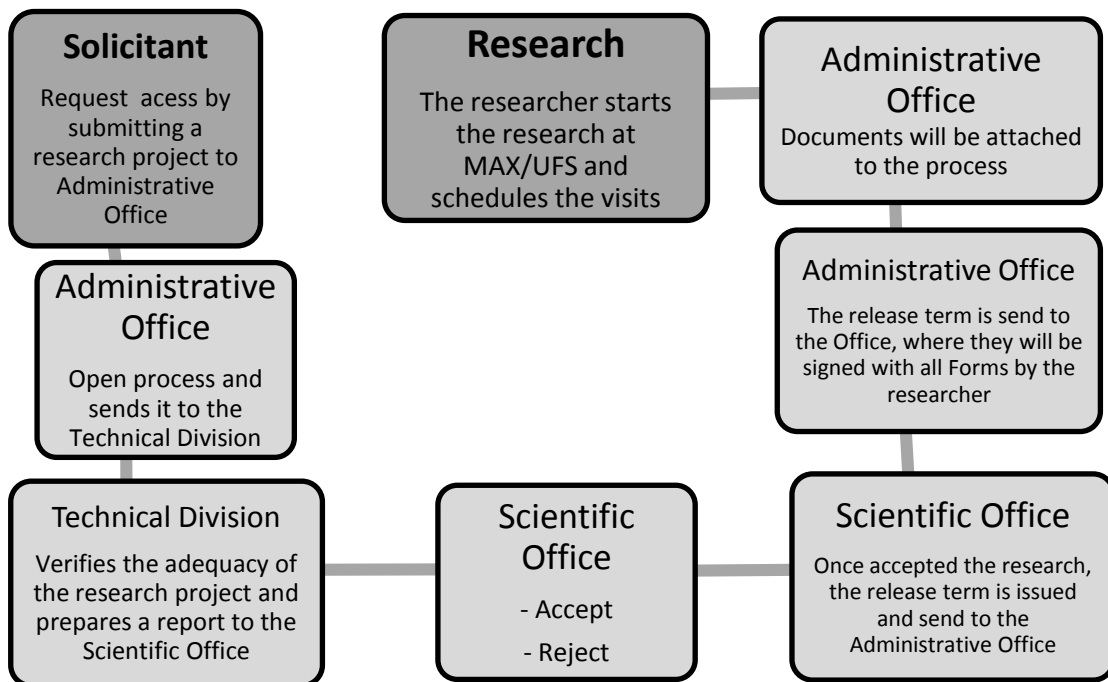 Solicitant
Request acess by
submitting a
research project to
Administrative
Office
Administrative
Office
Open process and
sends it to the
Technical Division
Technical Division
Verifies the adequacy of
the research project and
prepares a report to the
Scientific Office
Scientific
Office
- Accept
- Reject
Scientific Office
Once accepted the research,
the release term is issued
and send to the
Administrative Office
Administrative Office
The release term is send to
the Office, where they will be
signed with all Forms by the
researcher
Administrative
Office
Documents will be attached
to the process
Research
The researcher starts
the research at
MAX/UFS and
schedules the visits